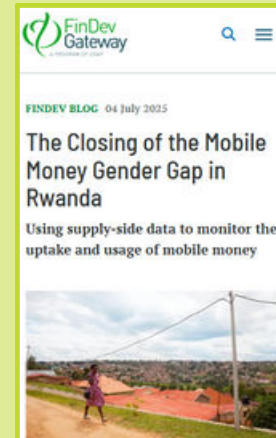 FinDev
Gateway
A PROGRAM OF CGAP
FINDEV BLOG 04 July 2025
The Closing of the Mobile
Money Gender Gap in
Rwanda
Using supply-side data to monitor the
uptake and usage of mobile money